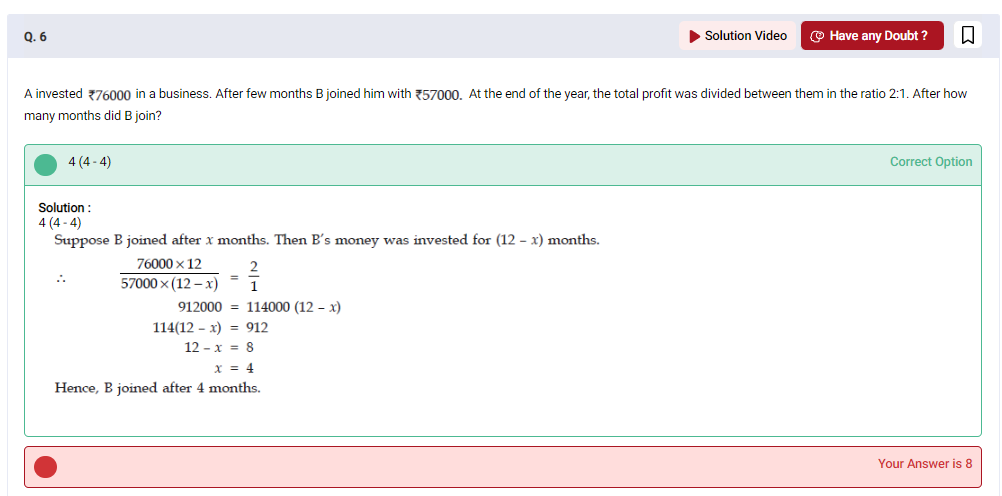 Q. 6
Solution Video
Have any Doubt ?
A invested ₹76000 in a business. After few months B joined him with ₹57000. At the end of the year, the total profit was divided between them in the ratio 2:1. After how
many months did B join?
4 (4 - 4)
Correct Option
Solution :
4 (4 - 4)
Suppose B joined after x months. Then B's money was invested for (12 – x) months.
∴ 76000 × 12 / 57000 × (12 – x) = 2/1
912000 = 114000 (12 – x)
114(12 – x) = 912
12 – x = 8
x = 4
Hence, B joined after 4 months.
Your Answer is 8